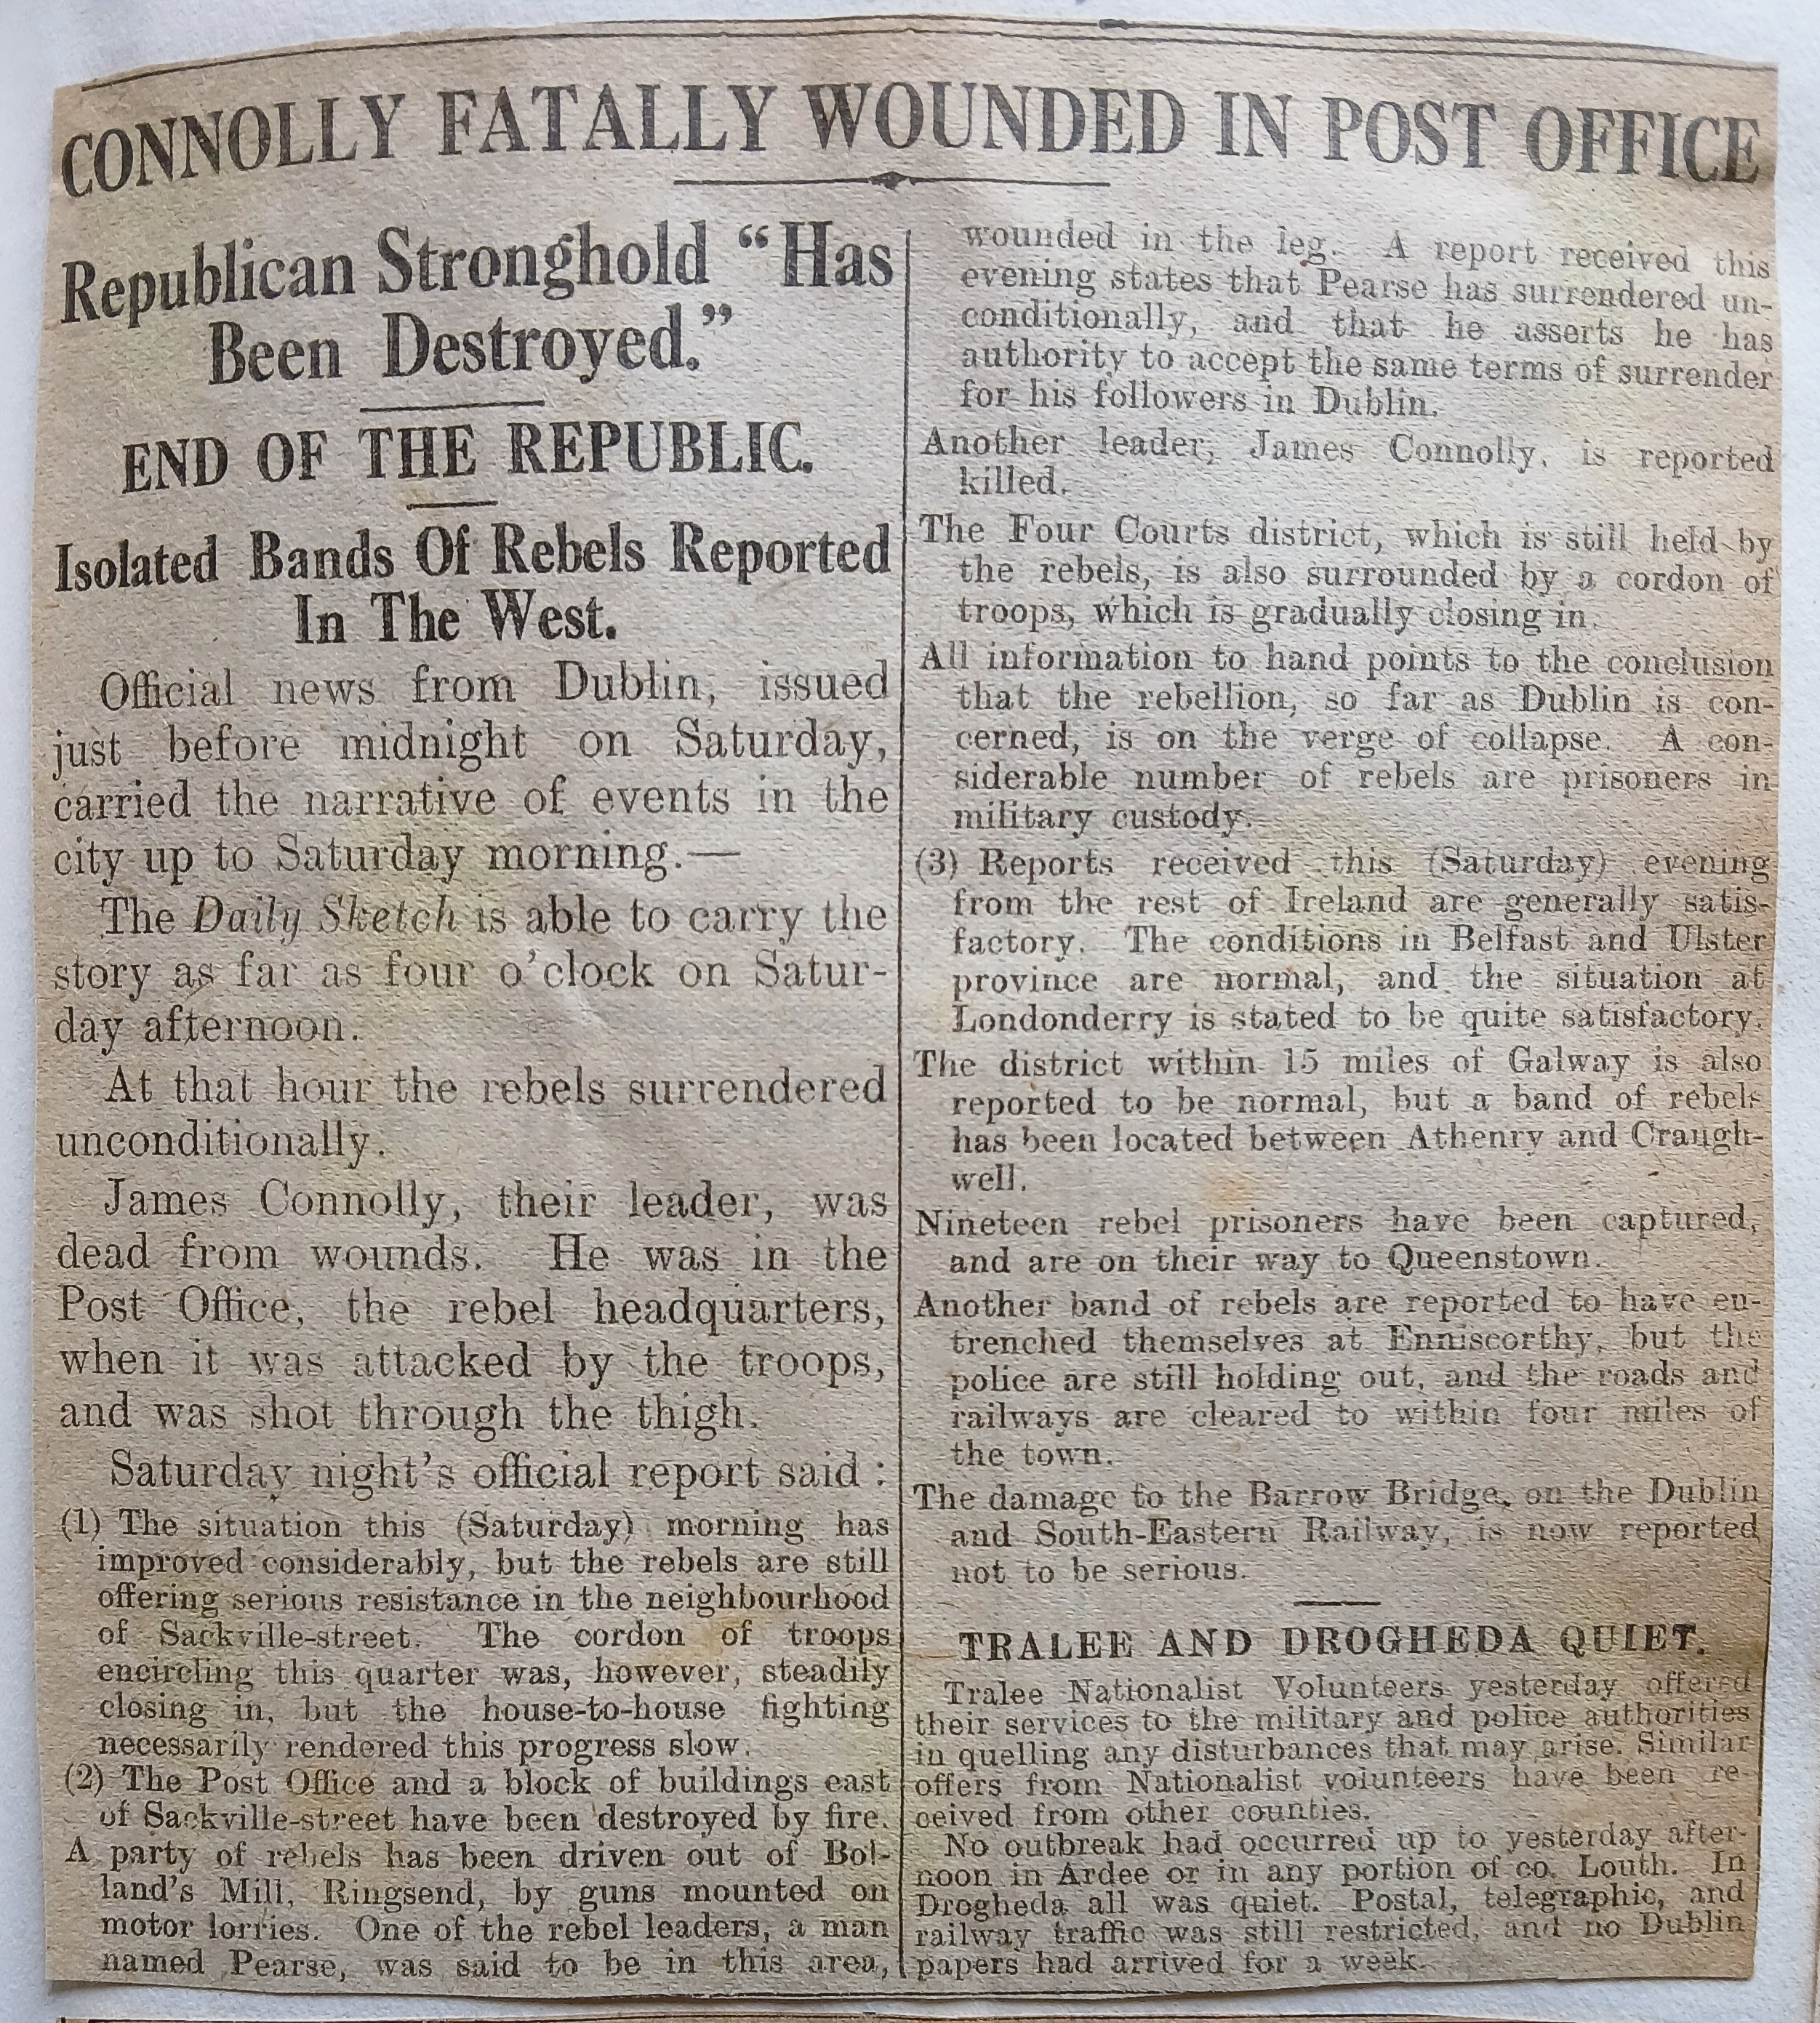 CONNOLLY FATALLY WOUNDED IN POST OFFICE
Republican Stronghold “Has
Been Destroyed.”
END OF THE REPUBLIC.
Isolated Bands Of Rebels Reported
In The West.
Official news from Dublin, issued
just before midnight on Saturday,
carried the narrative of events in the
city up to Saturday morning.—
The Daily Sketch is able to carry the
story as far as four o’clock on Satur-
day afternoon.
At that hour the rebels surrendered
unconditionally.
James Connolly, their leader, was
dead from wounds. He was in the
Post Office, the rebel headquarters,
when it was attacked by the troops,
and was shot through the thigh.
Saturday night’s official report said :
(1) The situation this (Saturday) morning has
improved considerably, but the rebels are still
offering serious resistance in the neighbourhood
of Sackville-street. The cordon of troops
encircling this quarter was, however, steadily
closing in, but the house-to-house fighting
necessarily rendered this progress slow.
(2) The Post Office and a block of buildings east
of Sackville-street have been destroyed by fire.
A party of rebels has been driven out of Bol-
land’s Mill, Ringsend, by guns mounted on
motor lorries. One of the rebel leaders, a man
named Pearse, was said to be in this area,
wounded in the leg. A report received this
evening states that Pearse has surrendered un-
conditionally, and that he asserts he has
authority to accept the same terms of surrender
for his followers in Dublin.
Another leader, James Connolly, is reported
killed.
The Four Courts district, which is still held by
the rebels, is also surrounded by a cordon of
troops, which is gradually closing in.
All information to hand points to the conclusion
that the rebellion, so far as Dublin is con-
cerned, is on the verge of collapse. A con-
siderable number of rebels are prisoners in
military custody.
(3) Reports received this (Saturday) evening
from the rest of Ireland are generally satis-
factory. The conditions in Belfast and Ulster
province are normal, and the situation at
Londonderry is stated to be quite satisfactory.
The district within 15 miles of Galway is also
reported to be normal, but a band of rebels
has been located between Athenry and Craugh-
well.
Nineteen rebel prisoners have been captured,
and are on their way to Queenstown.
Another band of rebels are reported to have en-
trenched themselves at Enniscorthy, but the
police are still holding out, and the roads and
railways are cleared to within four miles of
the town.
The damage to the Barrow Bridge, on the Dublin
and South-Eastern Railway, is now reported
not to be serious.
TRALEE AND DROGHEDA QUIET.
Tralee Nationalist Volunteers yesterday offered
their services to the military and police authorities
in quelling any disturbances that may arise. Similar
offers from Nationalist volunteers have been re-
ceived from other counties.
No outbreak had occurred up to yesterday after-
noon in Ardee or in any portion of co. Louth. In
Drogheda all was quiet. Postal, telegraphic, and
railway traffic was still restricted, and no Dublin
papers had arrived for a week.